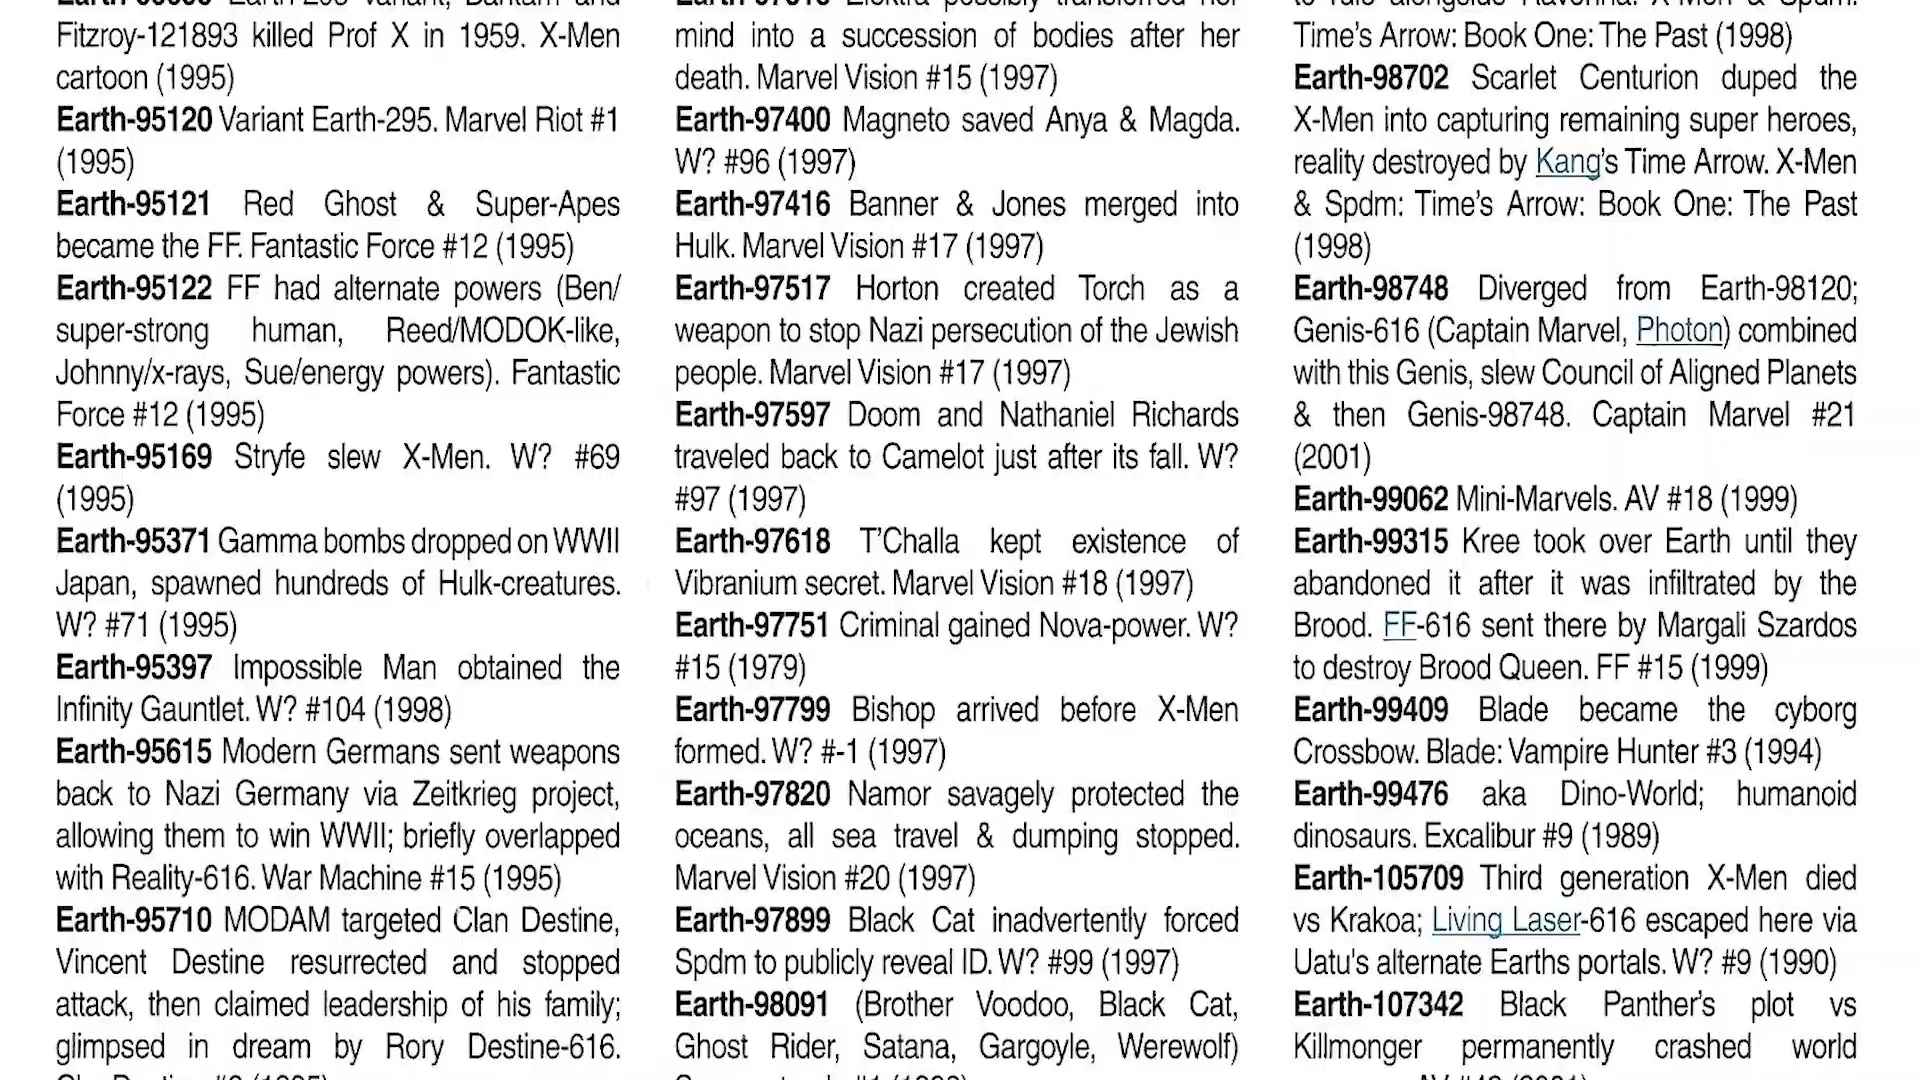 Fitzroy-121893 killed Prof X in 1959. X-Men
cartoon (1995)
Earth-95120 Variant Earth-295. Marvel Riot #1
(1995)
Earth-95121 Red Ghost & Super-Apes
became the FF. Fantastic Force #12 (1995)
Earth-95122 FF had alternate powers (Ben/
super-strong human, Reed/MODOK-like,
Johnny/x-rays, Sue/energy powers). Fantastic
Force #12 (1995)
Earth-95169 Stryfe slew X-Men. W? #69
(1995)
Earth-95371 Gamma bombs dropped on WWII
Japan, spawned hundreds of Hulk-creatures.
W? #71 (1995)
Earth-95397 Impossible Man obtained the
Infinity Gauntlet. W? #104 (1998)
Earth-95615 Modern Germans sent weapons
back to Nazi Germany via Zeitkrieg project,
allowing them to win WWII; briefly overlapped
with Reality-616. War Machine #15 (1995)
Earth-95710 MODAM targeted Clan Destine,
Vincent Destine resurrected and stopped
attack, then claimed leadership of his family;
glimpsed in dream by Rory Destine-616.
mind into a succession of bodies after her
death. Marvel Vision #15 (1997)
Earth-97400 Magneto saved Anya & Magda.
W? #96 (1997)
Earth-97416 Banner & Jones merged into
Hulk. Marvel Vision #17 (1997)
Earth-97517 Horton created Torch as a
weapon to stop Nazi persecution of the Jewish
people. Marvel Vision #17 (1997)
Earth-97597 Doom and Nathaniel Richards
traveled back to Camelot just after its fall. W?
#97 (1997)
Earth-97618 T'Challa kept existence of
Vibranium secret. Marvel Vision #18 (1997)
Earth-97751 Criminal gained Nova-power. W?
#15 (1979)
Earth-97799 Bishop arrived before X-Men
formed. W? #-1 (1997)
Earth-97820 Namor savagely protected the
oceans, all sea travel & dumping stopped.
Marvel Vision #20 (1997)
Earth-97899 Black Cat inadvertently forced
Spdm to publicly reveal ID. W? #99 (1997)
Earth-98091 (Brother Voodoo, Black Cat,
Ghost Rider, Satana, Gargoyle, Werewolf)
Time's Arrow: Book One: The Past (1998)
Earth-98702 Scarlet Centurion duped the
X-Men into capturing remaining super heroes,
reality destroyed by Kang's Time Arrow. X-Men
& Spdm: Time's Arrow: Book One: The Past
(1998)
Earth-98748 Diverged from Earth-98120;
Genis-616 (Captain Marvel, Photon) combined
with this Genis, slew Council of Aligned Planets
& then Genis-98748. Captain Marvel #21
(2001)
Earth-99062 Mini-Marvels. AV #18 (1999)
Earth-99315 Kree took over Earth until they
abandoned it after it was infiltrated by the
Brood. FF-616 sent there by Margali Szardos
to destroy Brood Queen. FF #15 (1999)
Earth-99409 Blade became the cyborg
Crossbow. Blade: Vampire Hunter #3 (1994)
Earth-99476 aka Dino-World; humanoid
dinosaurs. Excalibur #9 (1989)
Earth-105709 Third generation X-Men died
vs Krakoa; Living Laser-616 escaped here via
Uatu's alternate Earths portals. W? #9 (1990)
Earth-107342 Black Panther's plot vs
Killmonger permanently crashed world